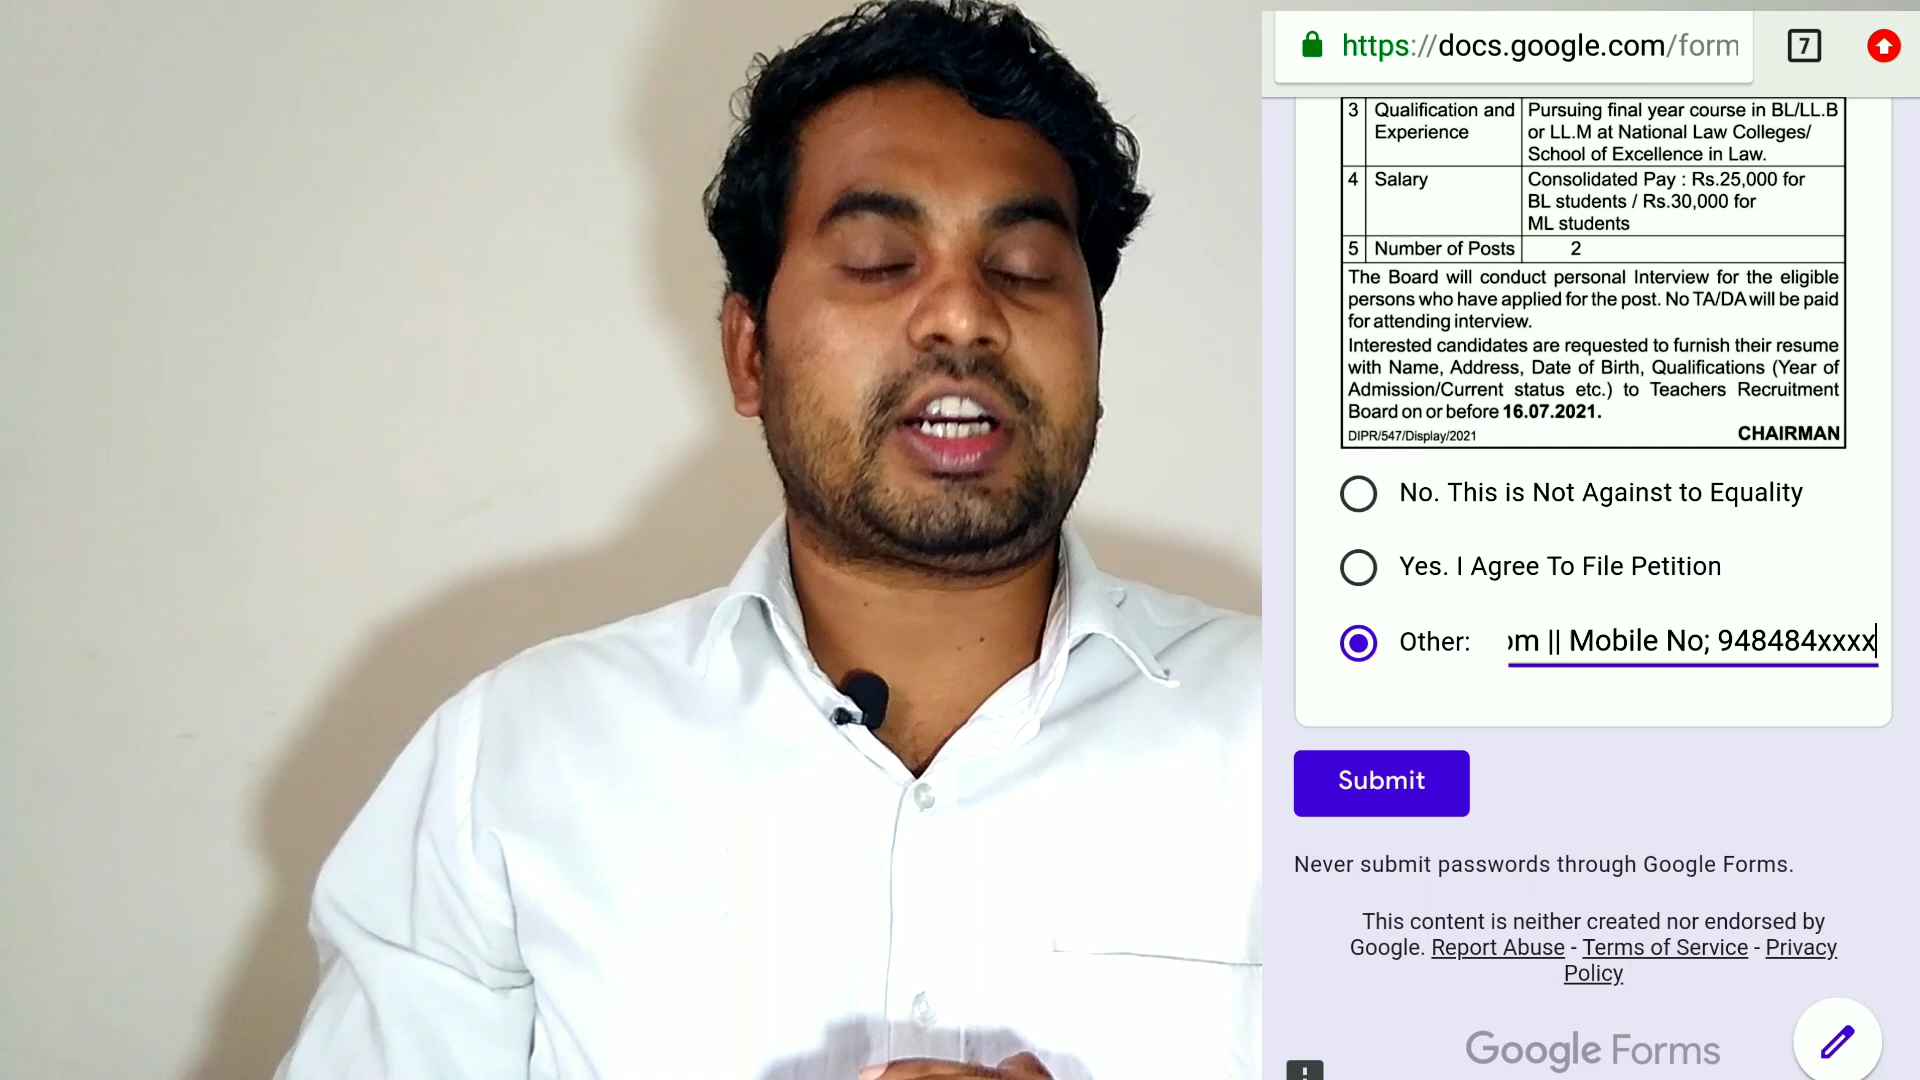 https://docs.google.com/form
7
3 Qualification and Experience Pursuing final year course in BL/LL.B
or LL.M at National Law Colleges/
School of Excellence in Law.
4 Salary Consolidated Pay : Rs.25,000 for
BL students / Rs.30,000 for
ML students
5 Number of Posts 2
The Board will conduct personal Interview for the eligible
persons who have applied for the post. No TA/DA will be paid
for attending interview.
Interested candidates are requested to furnish their resume
with Name, Address, Date of Birth, Qualifications (Year of
Admission/Current status etc.) to Teachers Recruitment
Board on or before 16.07.2021.
DIPR/547/Display/2021 CHAIRMAN
No. This is Not Against to Equality
Yes. I Agree To File Petition
Other: om || Mobile No; 948484xxxx
Submit
Never submit passwords through Google Forms.
This content is neither created nor endorsed by
Google. Report Abuse - Terms of Service - Privacy
Policy
Google Forms